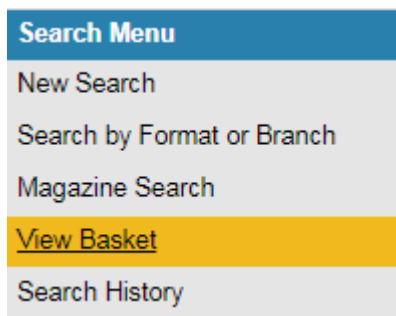 Search Menu
New Search
Search by Format or Branch
Magazine Search
View Basket
Search History